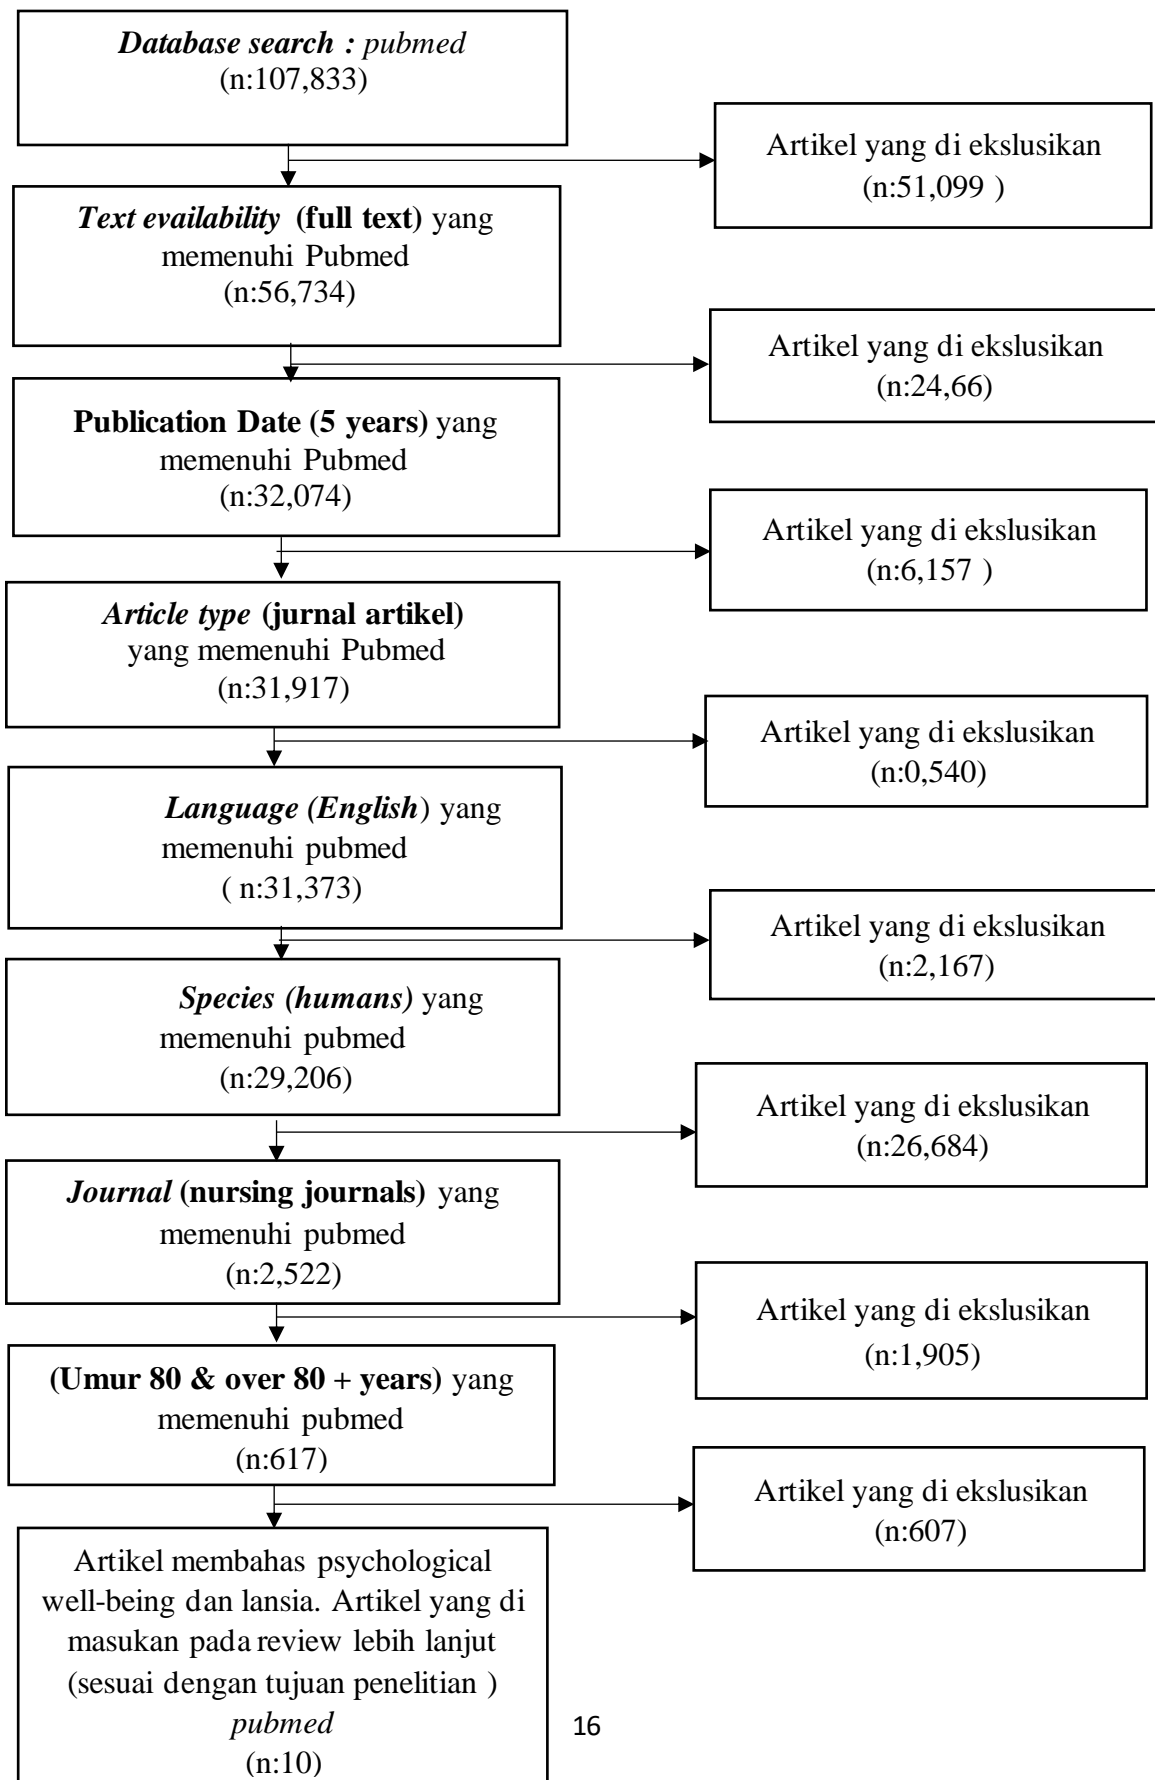 Database search : pubmed
(n:107,833)
Artikel yang di ekslusikan
(n:51,099 )
Text evailability (full text) yang
memenuhi Pubmed
(n:56,734)
Artikel yang di ekslusikan
(n:24,66)
Publication Date (5 years) yang
memenuhi Pubmed
(n:32,074)
Artikel yang di ekslusikan
(n:6,157 )
Article type (jurnal artikel)
yang memenuhi Pubmed
(n:31,917)
Artikel yang di ekslusikan
(n:0,540)
Language (English) yang
memenuhi pubmed
( n:31,373)
Artikel yang di ekslusikan
(n:2,167)
Species (humans) yang
memenuhi pubmed
(n:29,206)
Artikel yang di ekslusikan
(n:26,684)
Journal (nursing journals) yang
memenuhi pubmed
(n:2,522)
Artikel yang di ekslusikan
(n:1,905)
(Umur 80 & over 80 + years) yang
memenuhi pubmed
(n:617)
Artikel yang di ekslusikan
(n:607)
Artikel membahas psychological
well-being dan lansia. Artikel yang di
masukan pada review lebih lanjut
(sesuai dengan tujuan penelitian )
pubmed
(n:10)
16